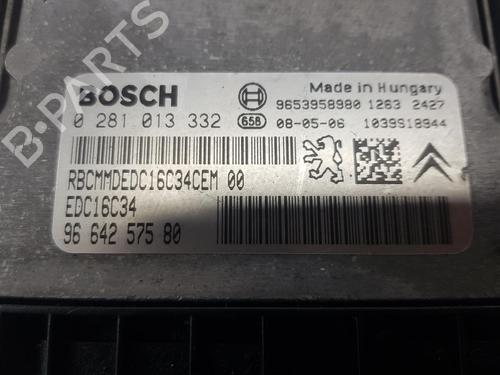 B-PARTS
BOSCH
Made in Hungary
9653958980 1263 2427
0 281 013 332 658 08-05-06 1039S18944
RBCMMDEDC16C34CEM 00
EDC16C34
96 642 575 80